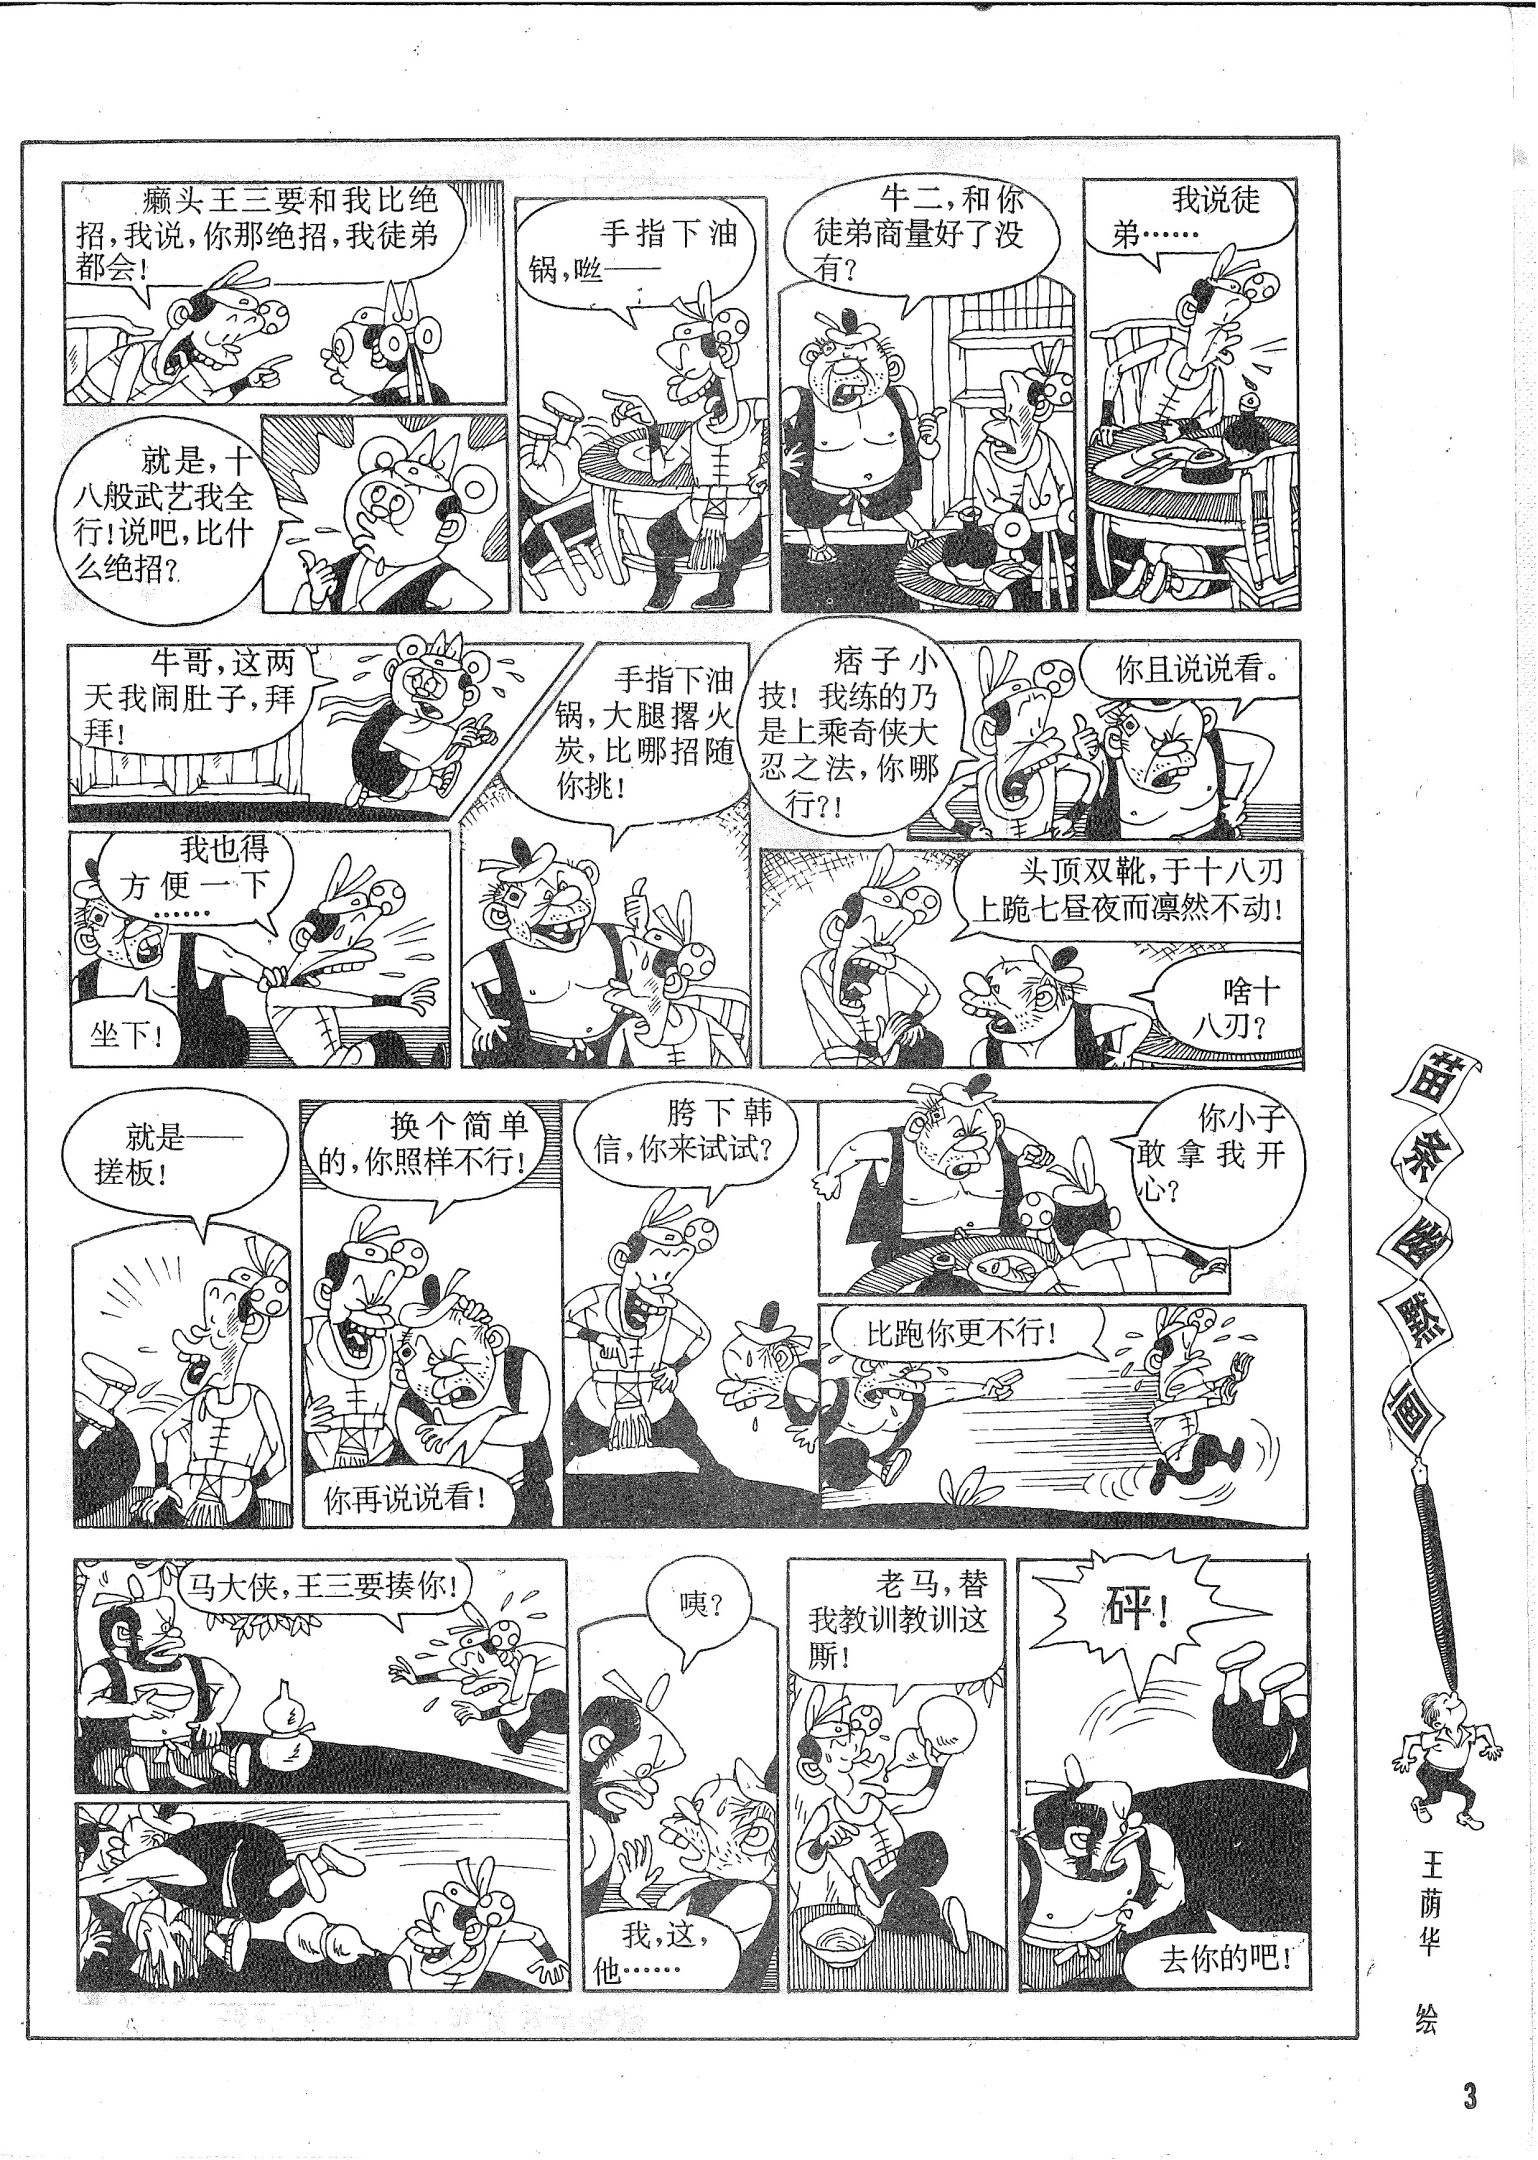 癞头王三要和我比绝
招，我说，你那绝招，我徒弟
都会！
就是，十
八般武艺我全
行！说吧，比什
么绝招？
手指下油
锅，咝——
牛二，和你
徒弟商量好了没
有？
我说徒
弟……
牛哥，这两
天我闹肚子，拜
拜！
我也得
方便一下
……
坐下！
手指下油
锅，大腿撂火
炭，比哪招随
你挑！
痞子小
技！我练的乃
是上乘奇侠大
忍之法，你哪
行？！
你且说说看。
头顶双靴，于十八刃
上跪七昼夜而凛然不动！
啥十
八刃？
就是——
搓板！
换个简单
的，你照样不行！
你再说说看！
胯下韩
信，你来试试？
你小子
敢拿我开
心？
比跑你更不行！
马大侠，王三要揍你！
咦？
我，这，
他……
老马，替
我教训教训这
厮！
砰！
去你的吧！
苗条幽默画
王荫华 绘
3